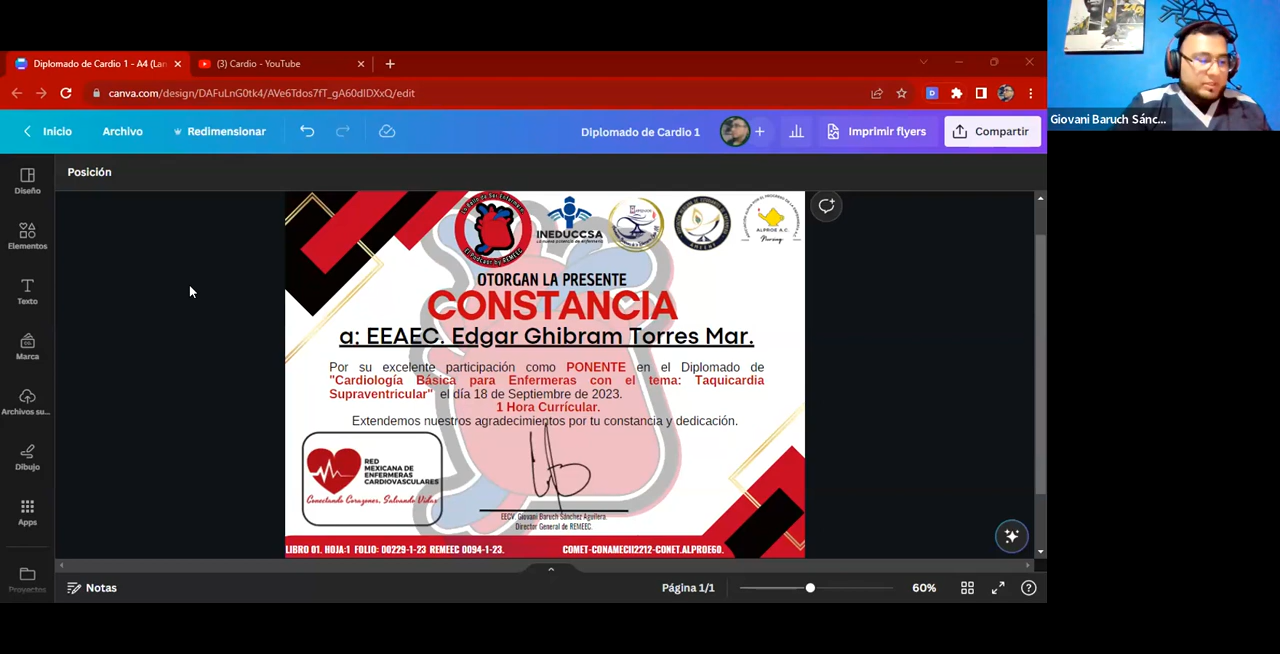 Diplomado de Cardio 1 - A4 (Lan
(3) Cardio - YouTube
canva.com/design/DAFuLnG0tk4/AVe6Tdos7fT_gA60dIDXxQ/edit
Inicio
Archivo
Redimensionar
Diplomado de Cardio 1
Imprimir flyers
Compartir
Giovani Baruch Sánc...
Posición
Diseño
Elementos
Texto
Marca
Archivos su...
Dibujo
Apps
Proyectos
INEDUCCSA
ALPROE A.C.
Nursing
OTORGAN LA PRESENTE
CONSTANCIA
a: EEAEC. Edgar Ghibram Torres Mar.
Por su excelente participación como PONENTE en el Diplomado de
"Cardiología Básica para Enfermeras con el tema: Taquicardia
Supraventricular" el día 18 de Septiembre de 2023.
1 Hora Currícular.
Extendemos nuestros agradecimientos por tu constancia y dedicación.
RED
MEXICANA DE
ENFERMERAS
CARDIOVASCULARES
Conectando Corazones, Salvando Vidas
EECV. Giovani Baruch Sánchez Aguilera.
Director General de REMEEC.
LIBRO 01. HOJA:1 FOLIO: 00229-1-23 REMEEC 0094-1-23.
COMET-CONAMECII2212-CONET.ALPROE60.
Notas
Página 1/1
60%